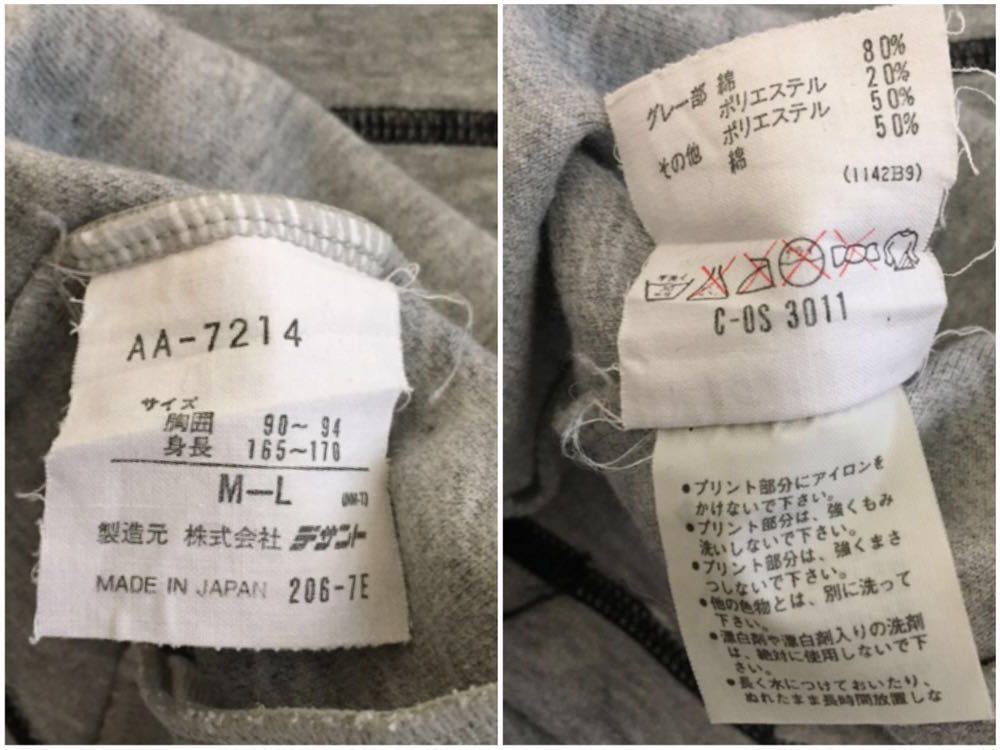 AA-7214
サイズ
胸囲 90～94
身長 165～170
M—L
製造元 株式会社 デサント
MADE IN JAPAN 206-7E
グレー部 綿 80%
ポリエステル 20%
その他 ポリエステル 50%
綿 50%
(1142B9)
C-OS 3011
●プリント部分にアイロンを
かけないで下さい。
●プリント部分は、強くもみ
洗いしないで下さい。
●プリント部分は、強くまさ
つしないで下さい。
●他の色物とは、別に洗って
下さい。
●漂白剤や漂白剤入りの洗剤
は、絶対に使用しないで下
さい。
●長く水につけておいたり、
ぬれたまま長時間放置しな